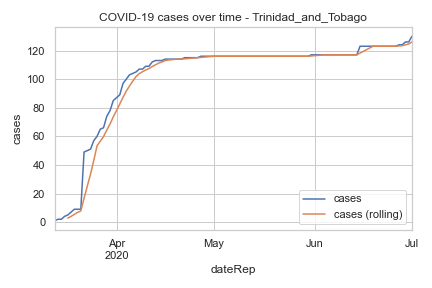 COVID-19 cases over time - Trinidad_and_Tobago
cases
120
100
80
60
40
20
0
cases
cases (rolling)
Apr May Jun Jul
2020
dateRep